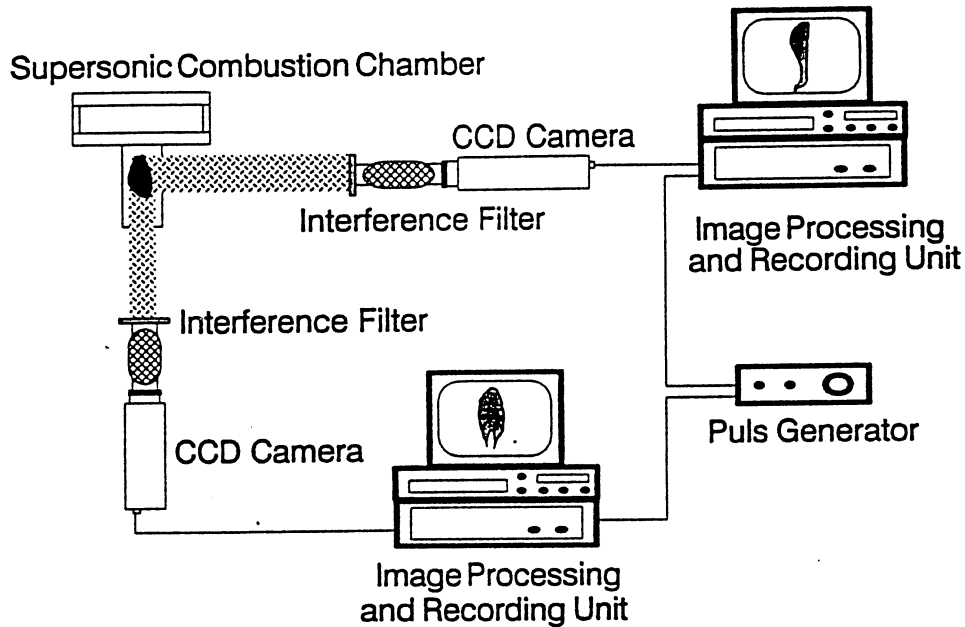 Supersonic Combustion Chamber
CCD Camera
Interference Filter
Image Processing
and Recording Unit
Interference Filter
Puls Generator
CCD Camera
Image Processing
and Recording Unit